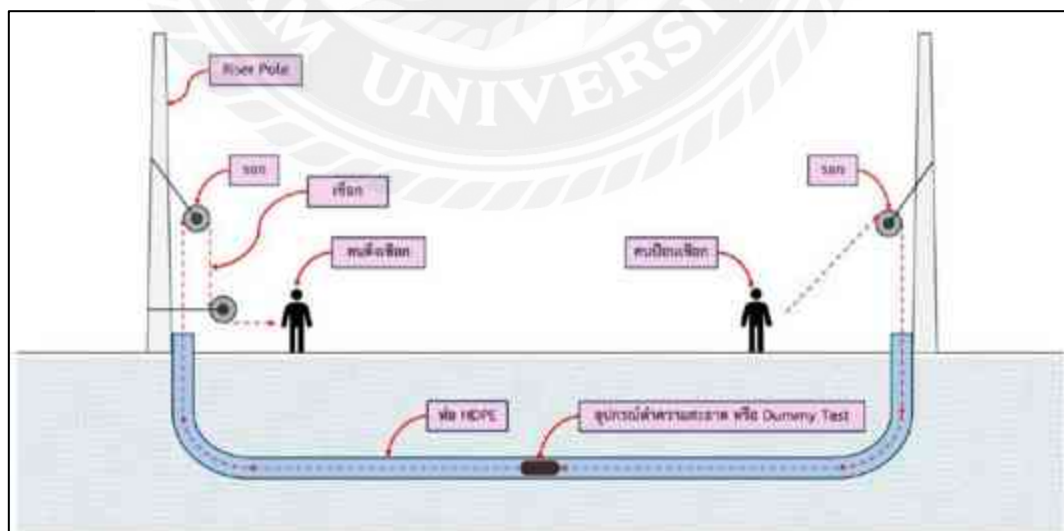 UNIVERS
Riser Pole
รอก
เชือก
คนดึงเชือก
คนป้อนเชือก
รอก
ท่อ HDPE
อุปกรณ์ทำความสะอาด หรือ Dummy Test